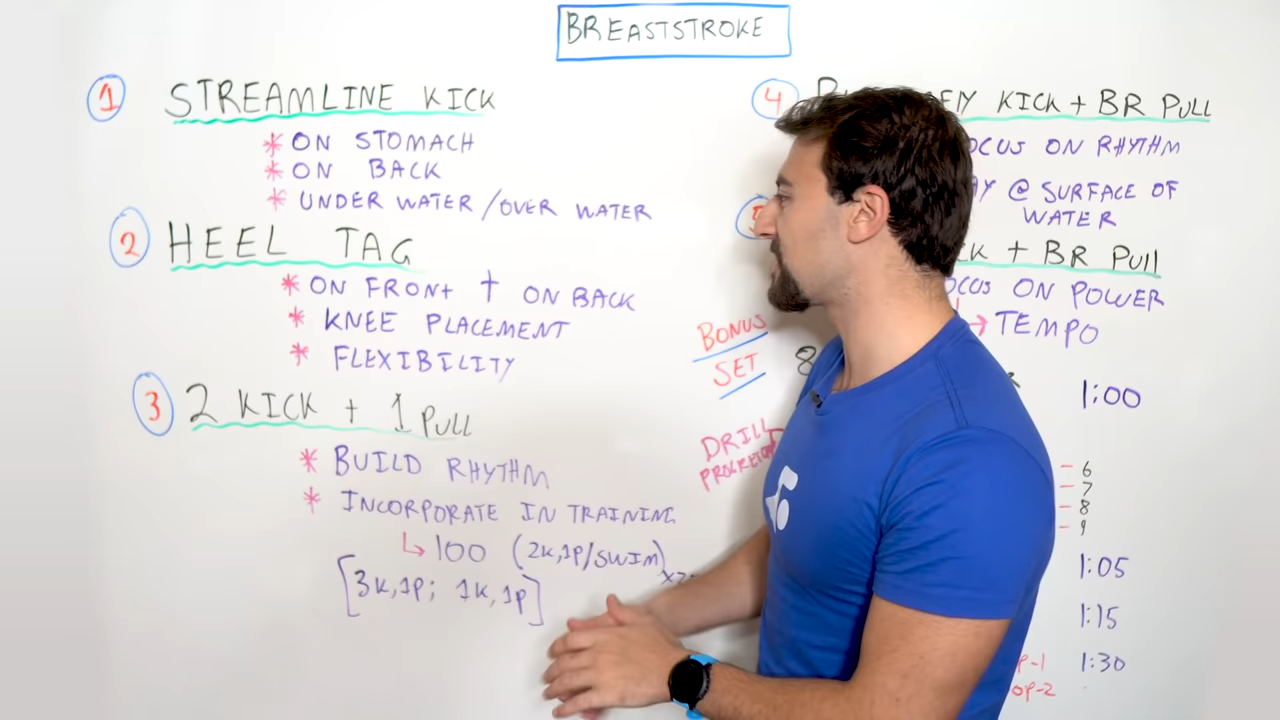 BREASTSTROKE
1 STREAMLINE KICK
* ON STOMACH
* ON BACK
* UNDER WATER / OVER WATER
2 HEEL TAG
* ON FRONT + ON BACK
* KNEE PLACEMENT
* FLEXIBILITY
3 2 KICK + 1 PULL
* BUILD RHYTHM
* INCORPORATE IN TRAINING
↳ 100 (2K,1P/SWIM)
[3K,1P; 1K,1P]
4 KICK + BR PULL
ON RHYTHM
@ SURFACE OF
WATER
5 + BR PUll
ON POWER
→ TEMPO
BONUS
SET
8
1:00
DRILL
- 6
- 7
- 8
- 9
1:05
1:15
1:30